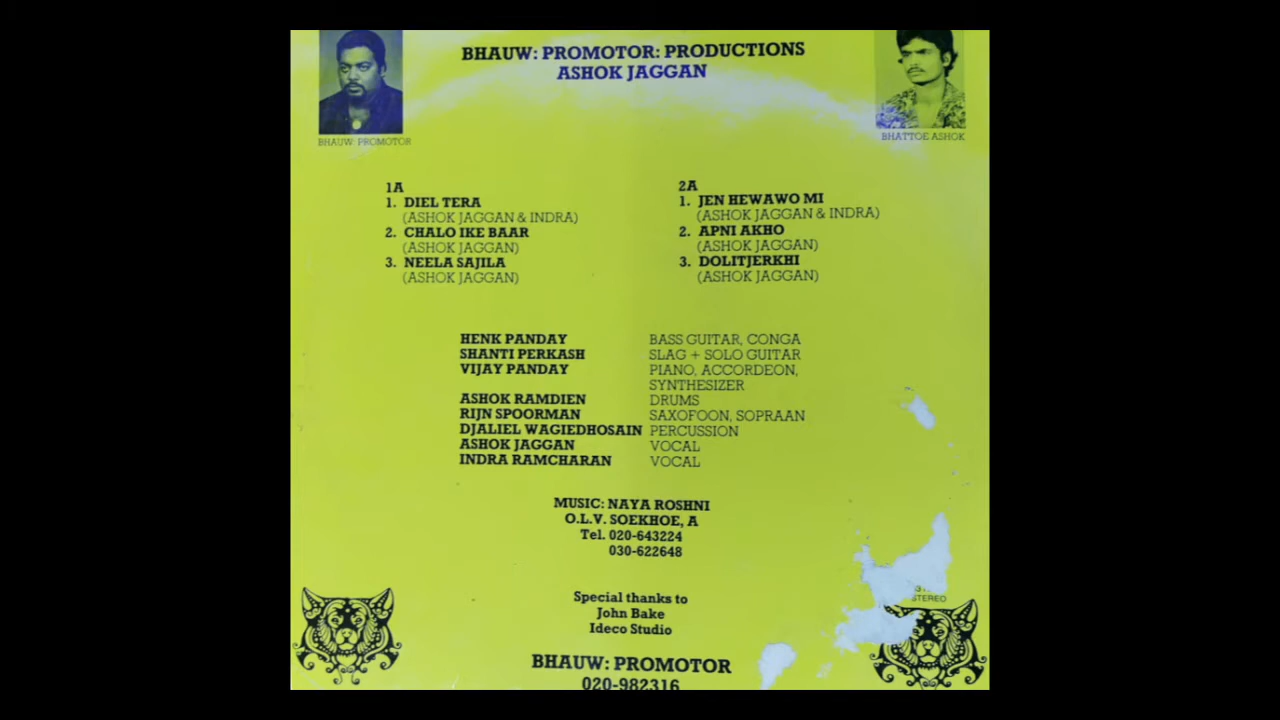 BHAUW: PROMOTOR: PRODUCTIONS
ASHOK JAGGAN
BHAUW: PROMOTOR
BHATTOE ASHOK
1A
1. DIEL TERA
(ASHOK JAGGAN & INDRA)
2. CHALO IKE BAAR
(ASHOK JAGGAN)
3. NEELA SAJILA
(ASHOK JAGGAN)
2A
1. JEN HEWAWO MI
(ASHOK JAGGAN & INDRA)
2. APNI AKHO
(ASHOK JAGGAN)
3. DOLITJERKHI
(ASHOK JAGGAN)
HENK PANDAY BASS GUITAR, CONGA
SHANTI PERKASH SLAG + SOLO GUITAR
VIJAY PANDAY PIANO, ACCORDEON,
SYNTHESIZER
ASHOK RAMDIEN DRUMS
RIJN SPOORMAN SAXOFOON, SOPRAAN
DJALIEL WAGIEDHOSAIN PERCUSSION
ASHOK JAGGAN VOCAL
INDRA RAMCHARAN VOCAL
MUSIC: NAYA ROSHNI
O.L.V. SOEKHOE, A
Tel. 020-643224
030-622648
Special thanks to
John Bake
Ideco Studio
STEREO
BHAUW: PROMOTOR
020-982316